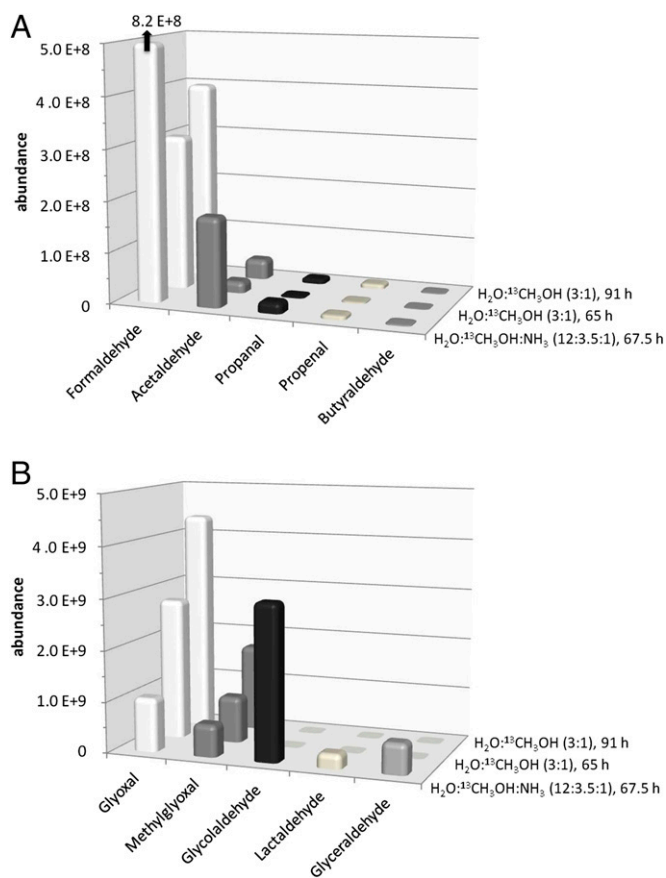 A
8.2 E+8
5.0 E+8
4.0 E+8
3.0 E+8
2.0 E+8
1.0 E+8
0
abundance
Formaldehyde
Acetaldehyde
Propanal
Propenal
Butyraldehyde
H₂O:¹³CH₃OH (3:1), 91 h
H₂O:¹³CH₃OH (3:1), 65 h
H₂O:¹³CH₃OH:NH₃ (12:3.5:1), 67.5 h
B
5.0 E+9
4.0 E+9
3.0 E+9
2.0 E+9
1.0 E+9
0
abundance
Glyoxal
Methylglyoxal
Glycolaldehyde
Lactaldehyde
Glyceraldehyde
H₂O:¹³CH₃OH (3:1), 91 h
H₂O:¹³CH₃OH (3:1), 65 h
H₂O:¹³CH₃OH:NH₃ (12:3.5:1), 67.5 h